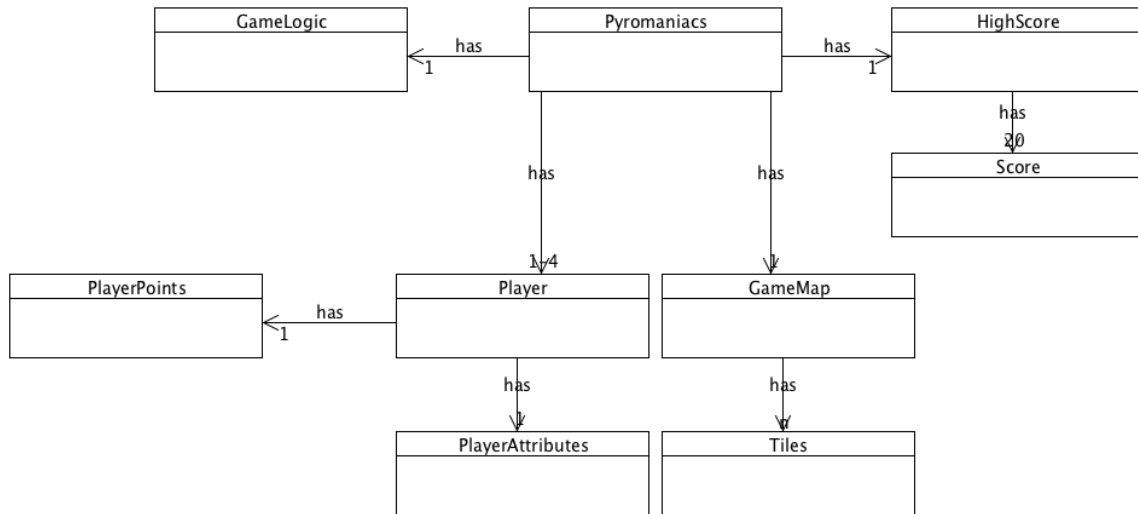 GameLogic
Pyromaniacs
HighScore
has
1
has
1
has
20
Score
has
1-4
has
1
PlayerPoints
Player
GameMap
has
1
has
1
has
n
PlayerAttributes
Tiles